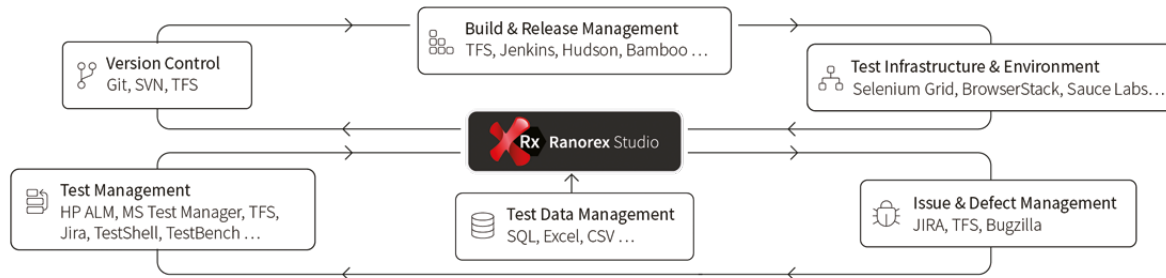 Build & Release Management
TFS, Jenkins, Hudson, Bamboo ...
Version Control
Git, SVN, TFS
Test Infrastructure & Environment
Selenium Grid, BrowserStack, Sauce Labs...
Rx Ranorex Studio
Test Management
HP ALM, MS Test Manager, TFS,
Jira, TestShell, TestBench ...
Test Data Management
SQL, Excel, CSV ...
Issue & Defect Management
JIRA, TFS, Bugzilla